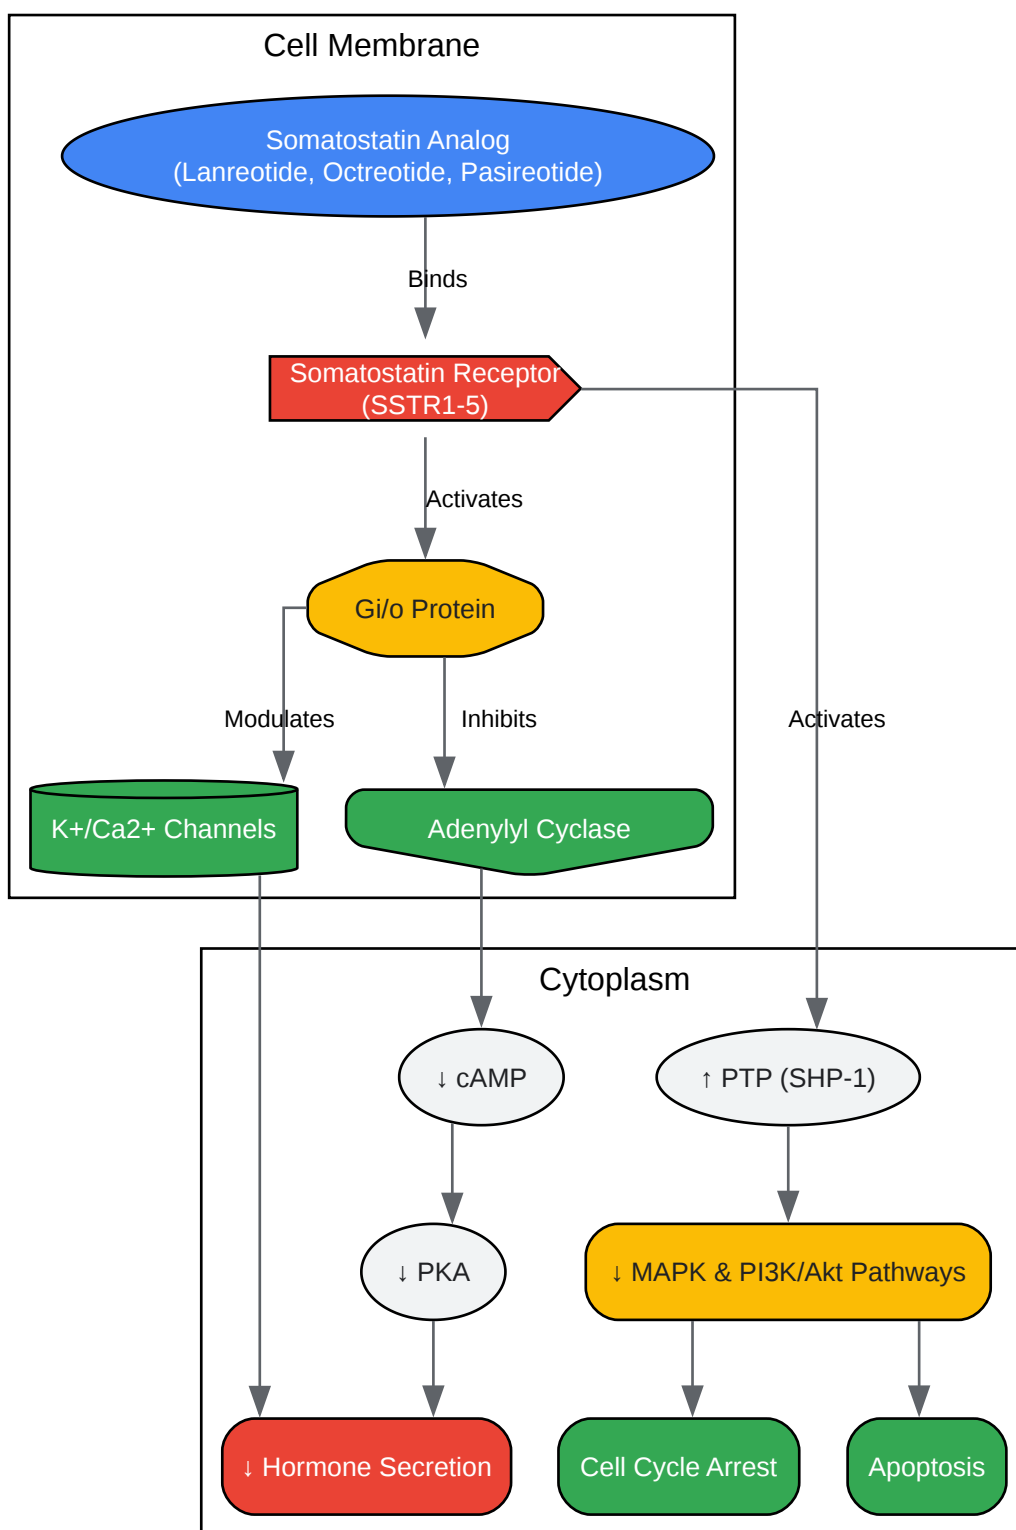 Cell Membrane
Somatostatin Analog
(Lanreotide, Octreotide, Pasireotide)
Binds
Somatostatin Receptor
(SSTR1-5)
Activates
Gi/o Protein
Modulates
Inhibits
Activates
K+/Ca2+ Channels
Adenylyl Cyclase
Cytoplasm
↓ cAMP
↑ PTP (SHP-1)
↓ PKA
↓ MAPK & PI3K/Akt Pathways
↓ Hormone Secretion
Cell Cycle Arrest
Apoptosis